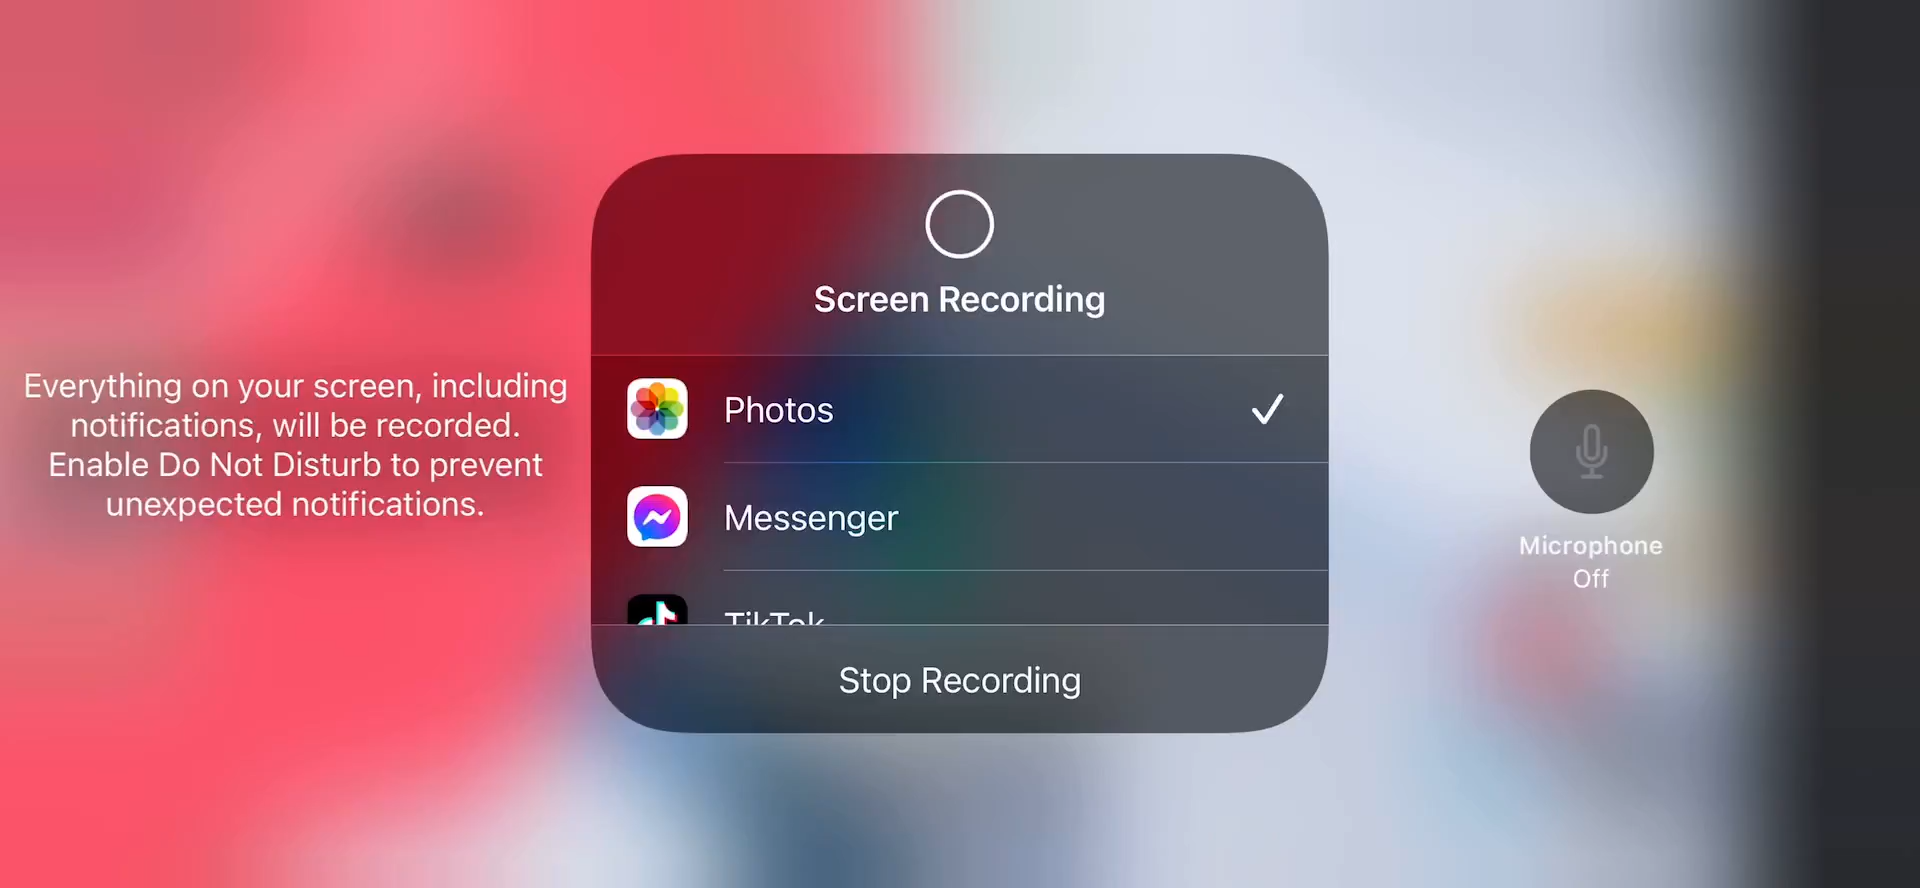 Screen Recording
Everything on your screen, including
notifications, will be recorded.
Enable Do Not Disturb to prevent
unexpected notifications.
Photos
Messenger
TikTok
Stop Recording
Microphone
Off